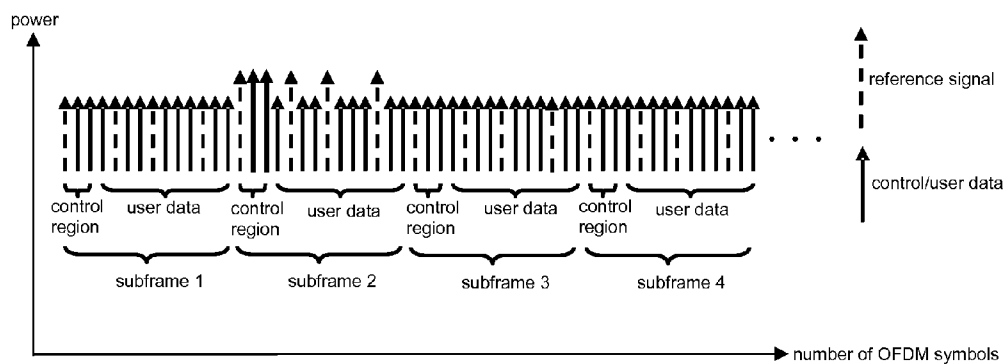 power
reference signal
control/user data
control
region
user data
control
region
user data
control
region
user data
control
region
user data
subframe 1
subframe 2
subframe 3
subframe 4
number of OFDM symbols